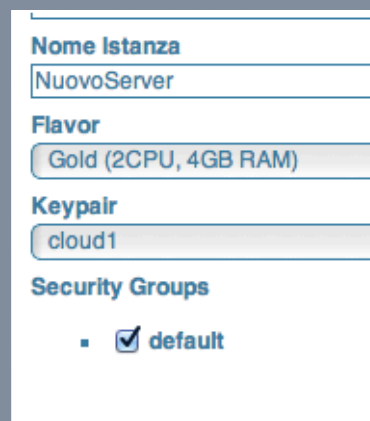 Nome Istanza
NuovoServer
Flavor
Gold (2CPU, 4GB RAM)
Keypair
cloud1
Security Groups
default